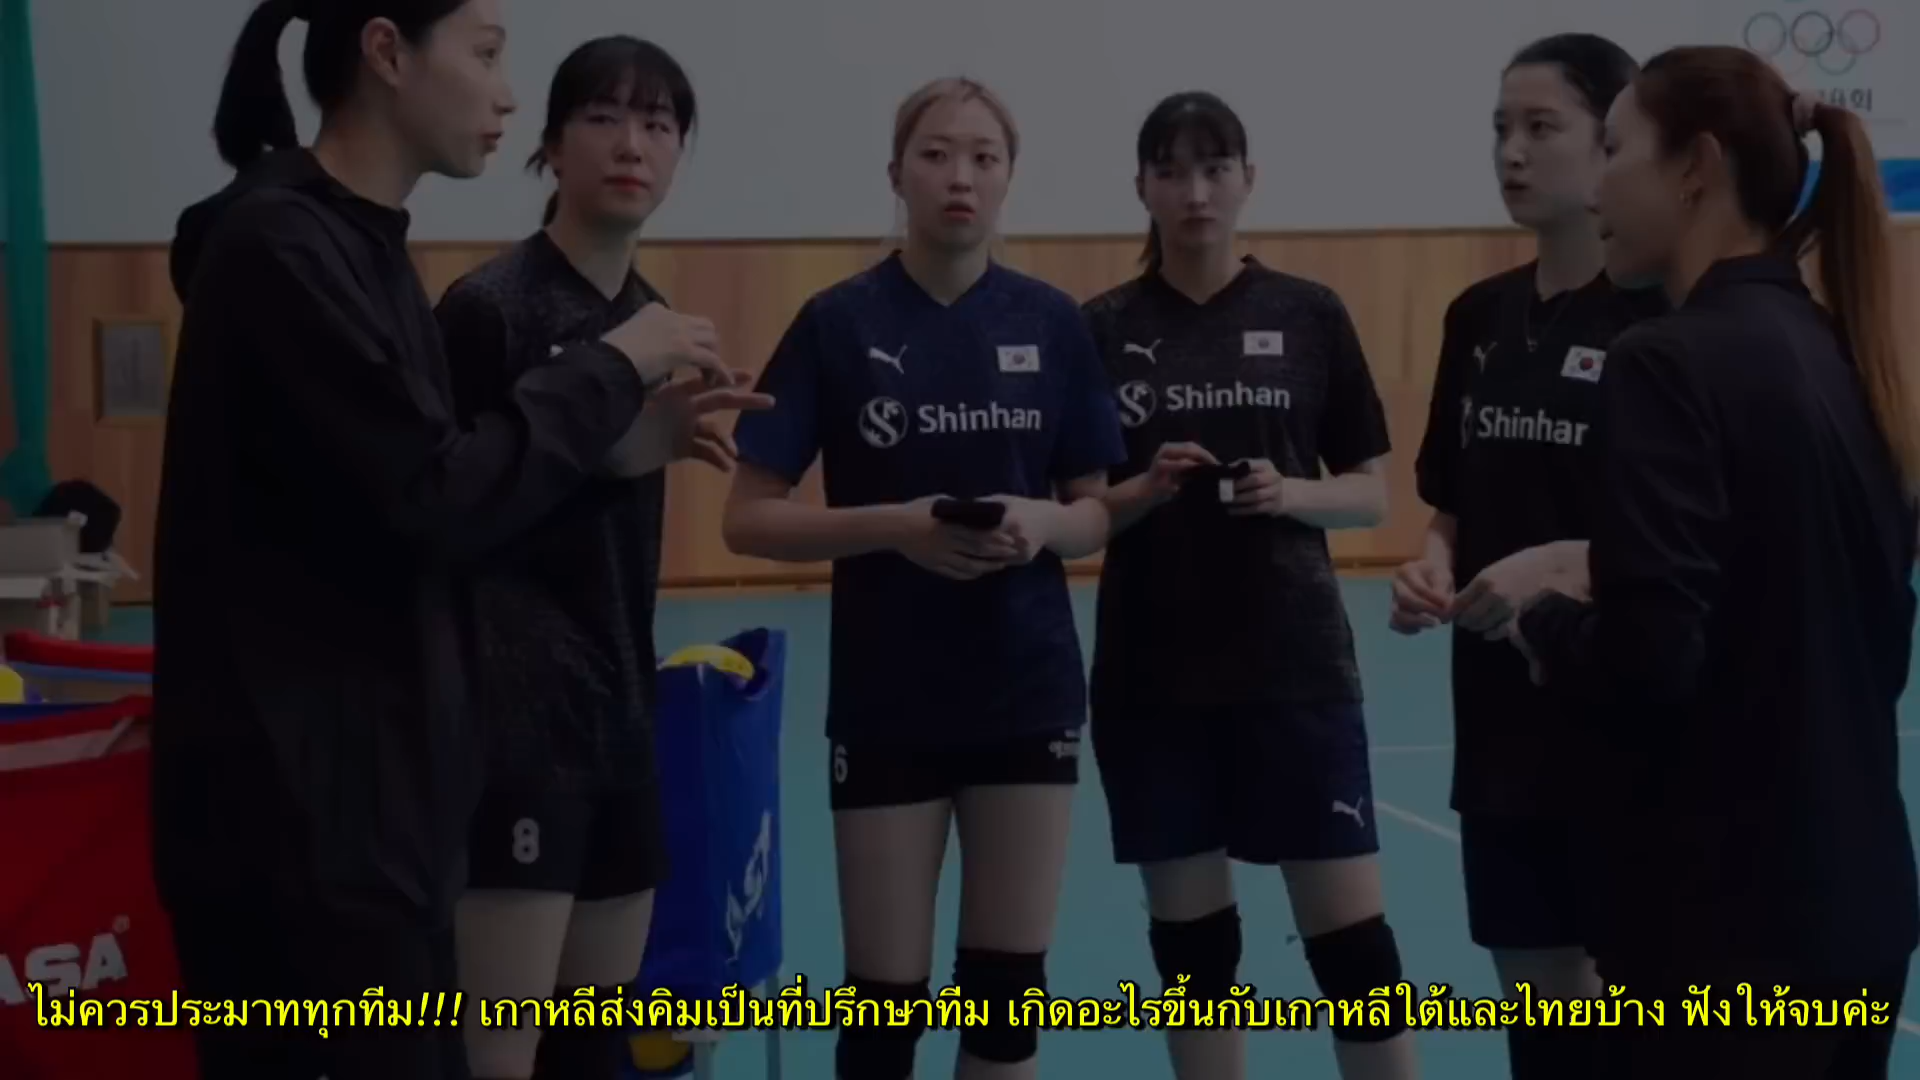 Shinhan
Shinhan
Shinhar
6
8
ASA
ไม่ควรประมาททุกทีม!!! เกาหลีส่งคิมเป็นที่ปรึกษาทีม เกิดอะไรขึ้นกับเกาหลีใต้และไทยบ้าง ฟังให้จบค่ะ